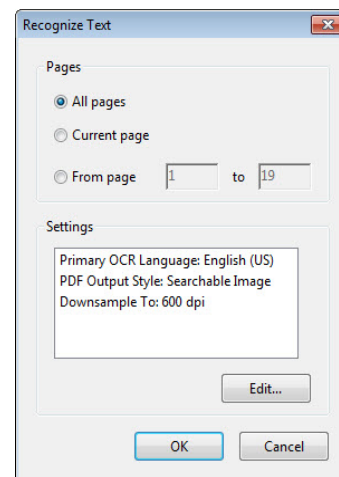 Recognize Text
Pages
All pages
Current page
From page 1 to 19
Settings
Primary OCR Language: English (US)
PDF Output Style: Searchable Image
Downsample To: 600 dpi
Edit...
OK Cancel